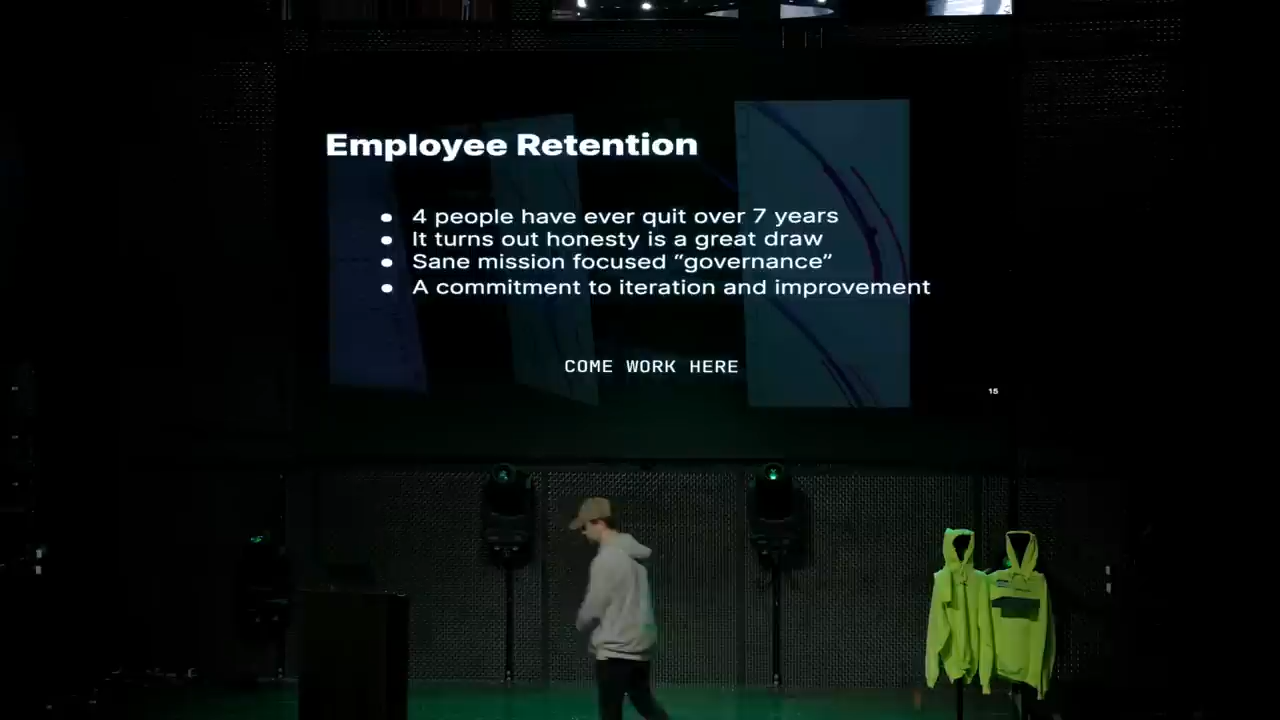 Employee Retention
● 4 people have ever quit over 7 years
● It turns out honesty is a great draw
● Sane mission focused “governance”
● A commitment to iteration and improvement
COME WORK HERE
15